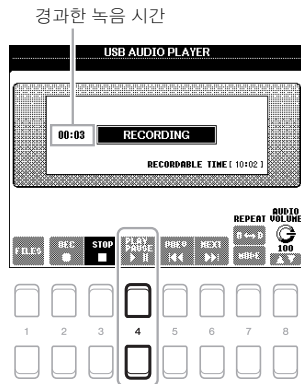 경과한 녹음 시간
USB AUDIO PLAYER
00:03 RECORDING
RECORDABLE TIME [ 10:02 ]
REPEAT AUDIO VOLUME
FILES REC STOP PLAY PAUSE PREV NEXT 100
MODE
1 2 3 4 5 6 7 8